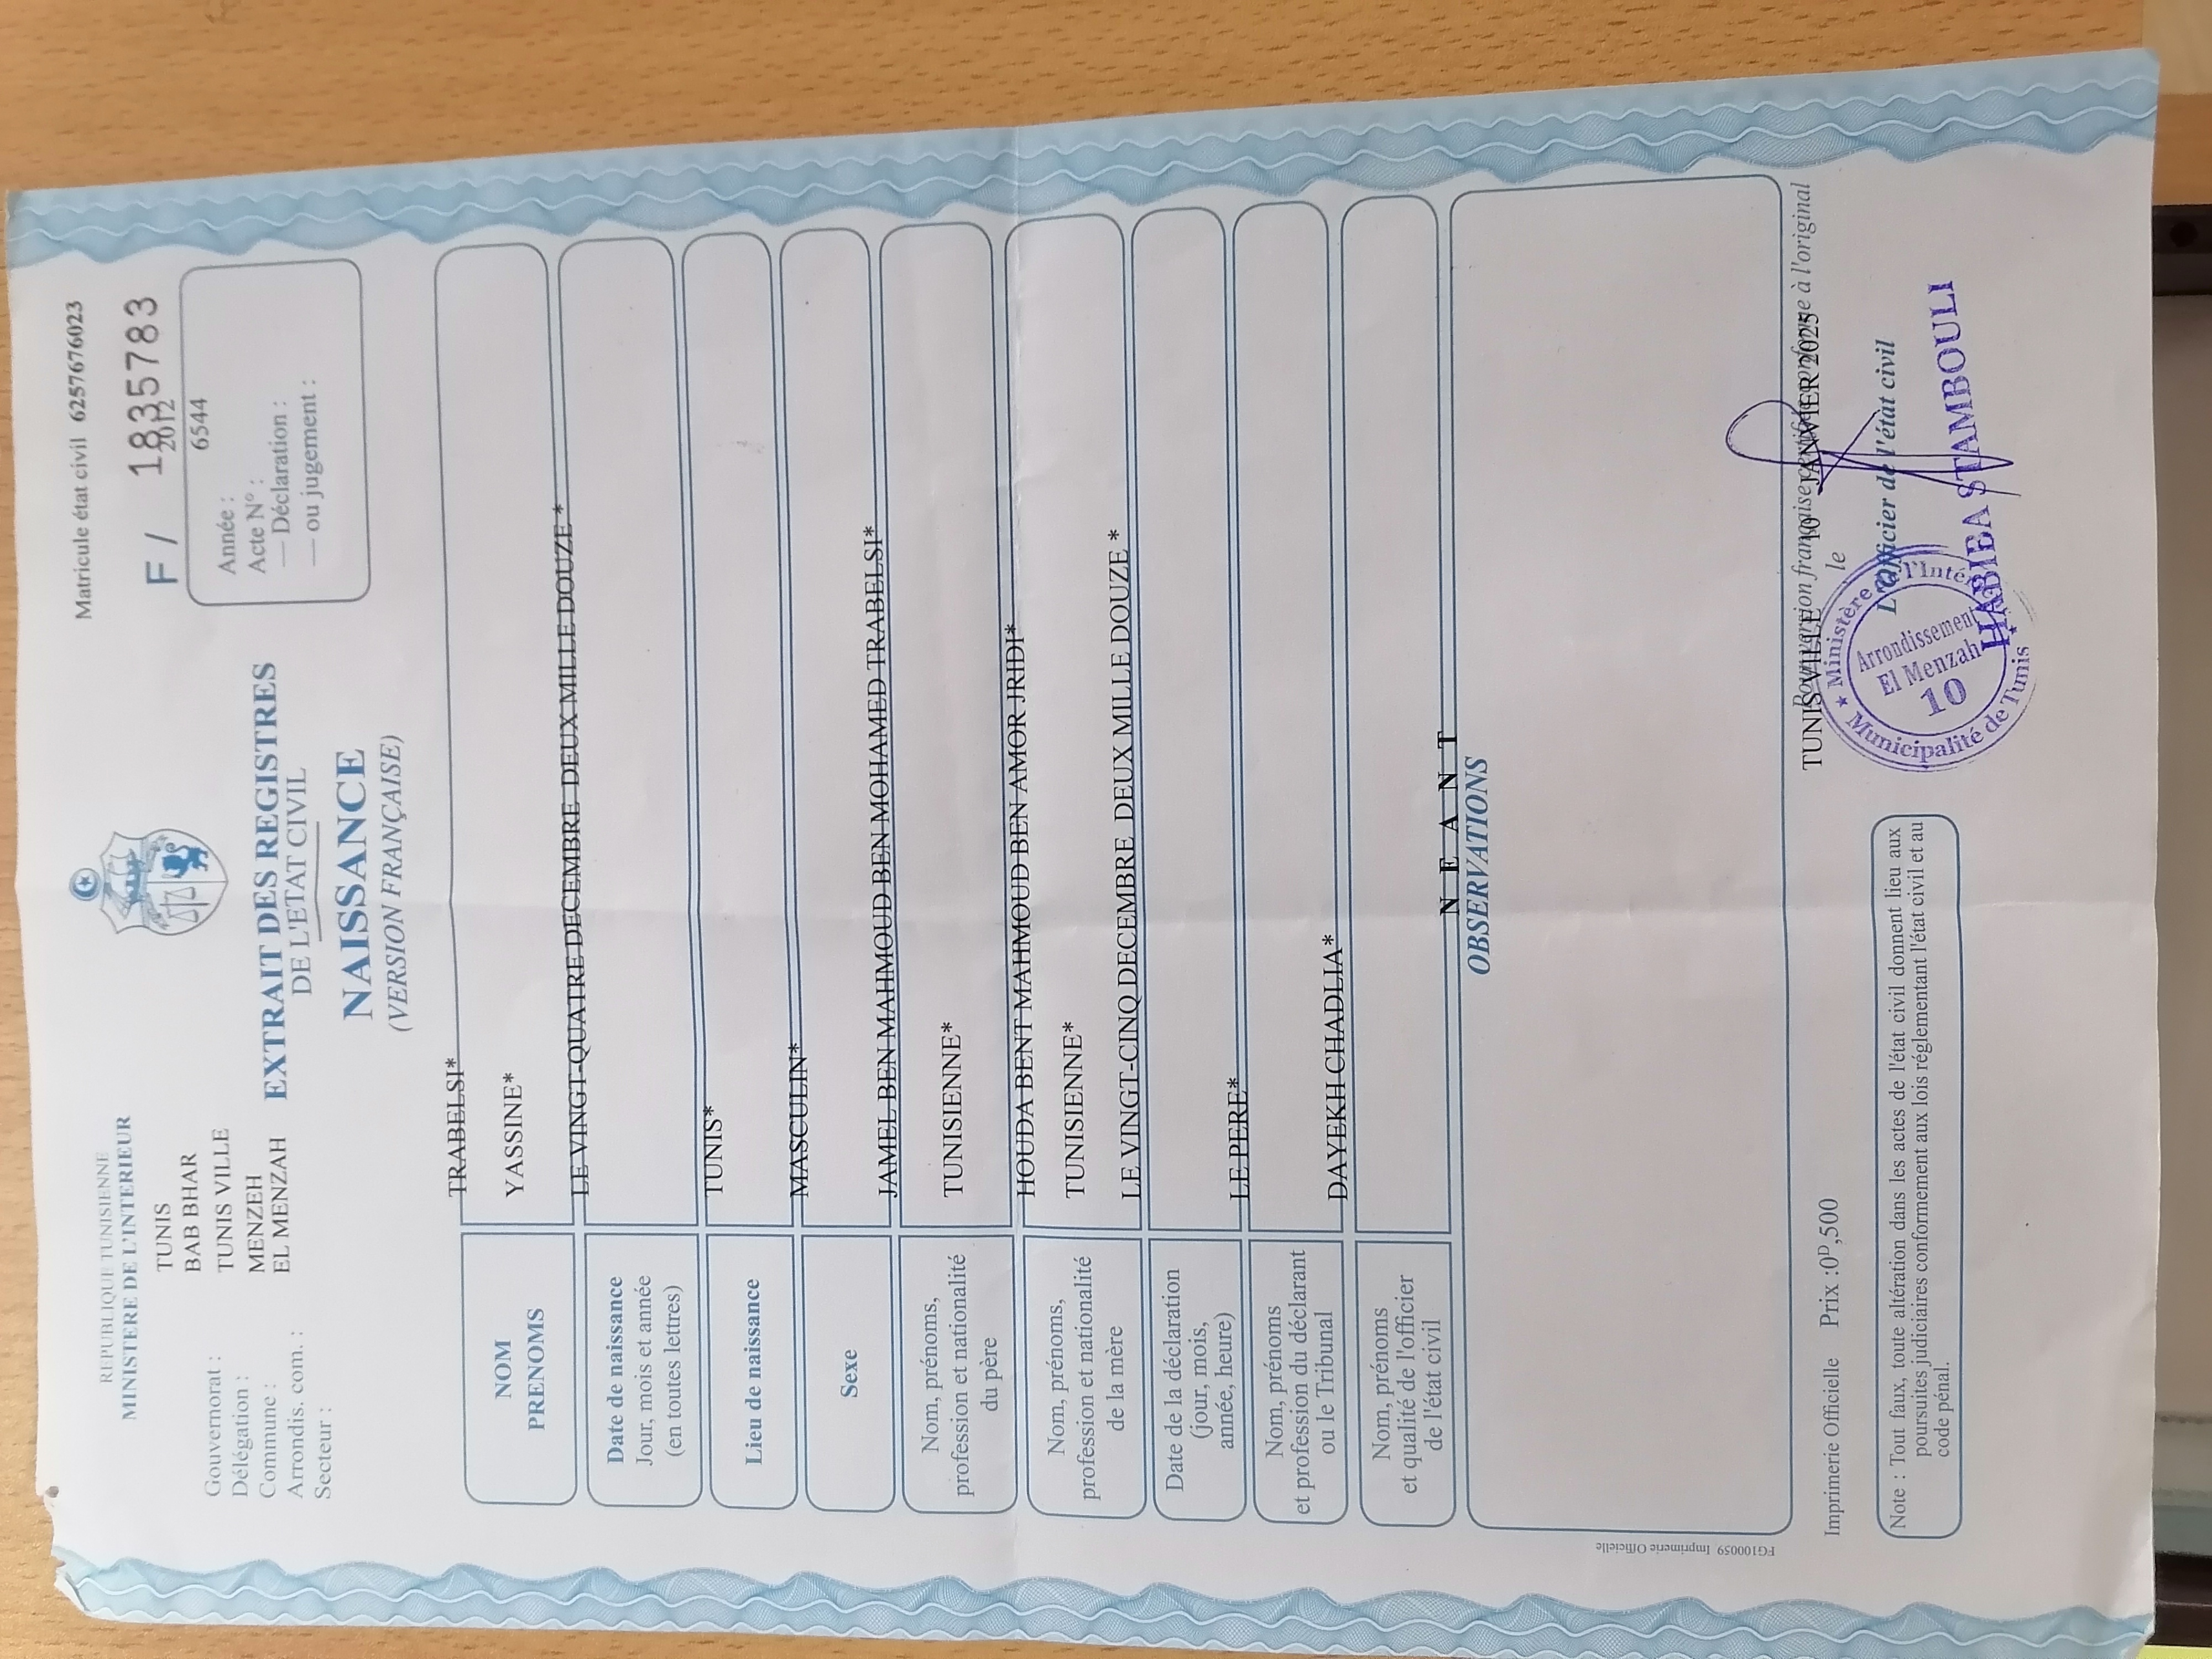 REPUBLIQUE TUNISIENNE
MINISTERE DE L'INTERIEUR
Matricule état civil 6257676023
F / 1835783
TUNIS
BAB BHAR
TUNIS VILLE
MENZEH
EL MENZAH
Gouvernorat :
Délégation :
Commune :
Arrondis. com. :
Secteur :
EXTRAIT DES REGISTRES
DE L'ETAT CIVIL
NAISSANCE
(VERSION FRANÇAISE)
2012
6544
Année :
Acte N° :
— Déclaration :
— ou jugement :
NOM
PRENOMS
TRABELSI*
YASSINE*
Date de naissance
Jour, mois et année
(en toutes lettres)
LE VINGT-QUATRE DECEMBRE DEUX MILLE DOUZE *
Lieu de naissance
TUNIS*
Sexe
MASCULIN*
Nom, prénoms,
profession et nationalité
du père
JAMEL BEN MAHMOUD BEN MOHAMED TRABELSI*
TUNISIENNE*
Nom, prénoms,
profession et nationalité
de la mère
HOUDA BENT MAHMOUD BEN AMOR JRIDI*
TUNISIENNE*
Date de la déclaration
(jour, mois,
année, heure)
LE VINGT-CINQ DECEMBRE DEUX MILLE DOUZE *
Nom, prénoms
et profession du déclarant
ou le Tribunal
LE PERE*
Nom, prénoms
et qualité de l'officier
de l'état civil
DAYEKH CHADLIA*
N E A N T
OBSERVATIONS
Pour version française certifiée conforme à l'original
TUNIS VILLE 10 JANVIER 2025
le
L'Officier de l'état civil
HABIBA STAMBOULI
Ministère de l'Intérieur
Arrondissement
El Menzah
10
Municipalité de Tunis
FG100059 Imprimerie Officielle
Imprimerie Officielle Prix :0ᴰ,500
Note : Tout faux, toute altération dans les actes de l'état civil donnent lieu aux
poursuites judiciaires conformement aux lois réglementant l'état civil et au
code pénal.